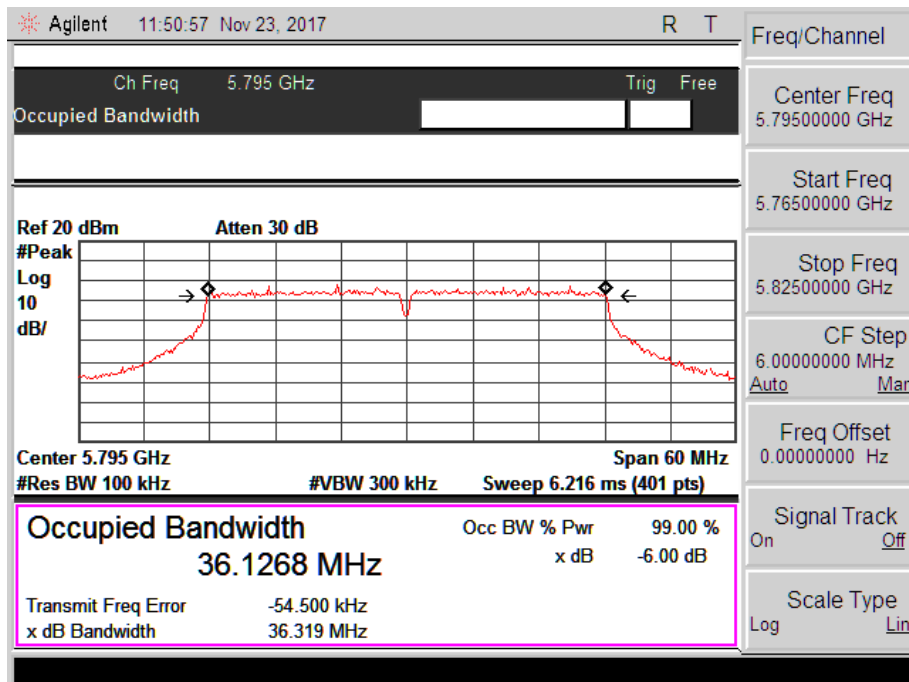 Agilent 11:50:57 Nov 23, 2017 R T
Ch Freq 5.795 GHz Trig Free
Occupied Bandwidth
Ref 20 dBm Atten 30 dB
#Peak
Log
10
dB/
Center 5.795 GHz Span 60 MHz
#Res BW 100 kHz #VBW 300 kHz Sweep 6.216 ms (401 pts)
Occupied Bandwidth Occ BW % Pwr 99.00 %
36.1268 MHz x dB -6.00 dB
Transmit Freq Error -54.500 kHz
x dB Bandwidth 36.319 MHz
Freq/Channel
Center Freq
5.79500000 GHz
Start Freq
5.76500000 GHz
Stop Freq
5.82500000 GHz
CF Step
6.00000000 MHz
Auto Man
Freq Offset
0.00000000 Hz
Signal Track
On Off
Scale Type
Log Lin